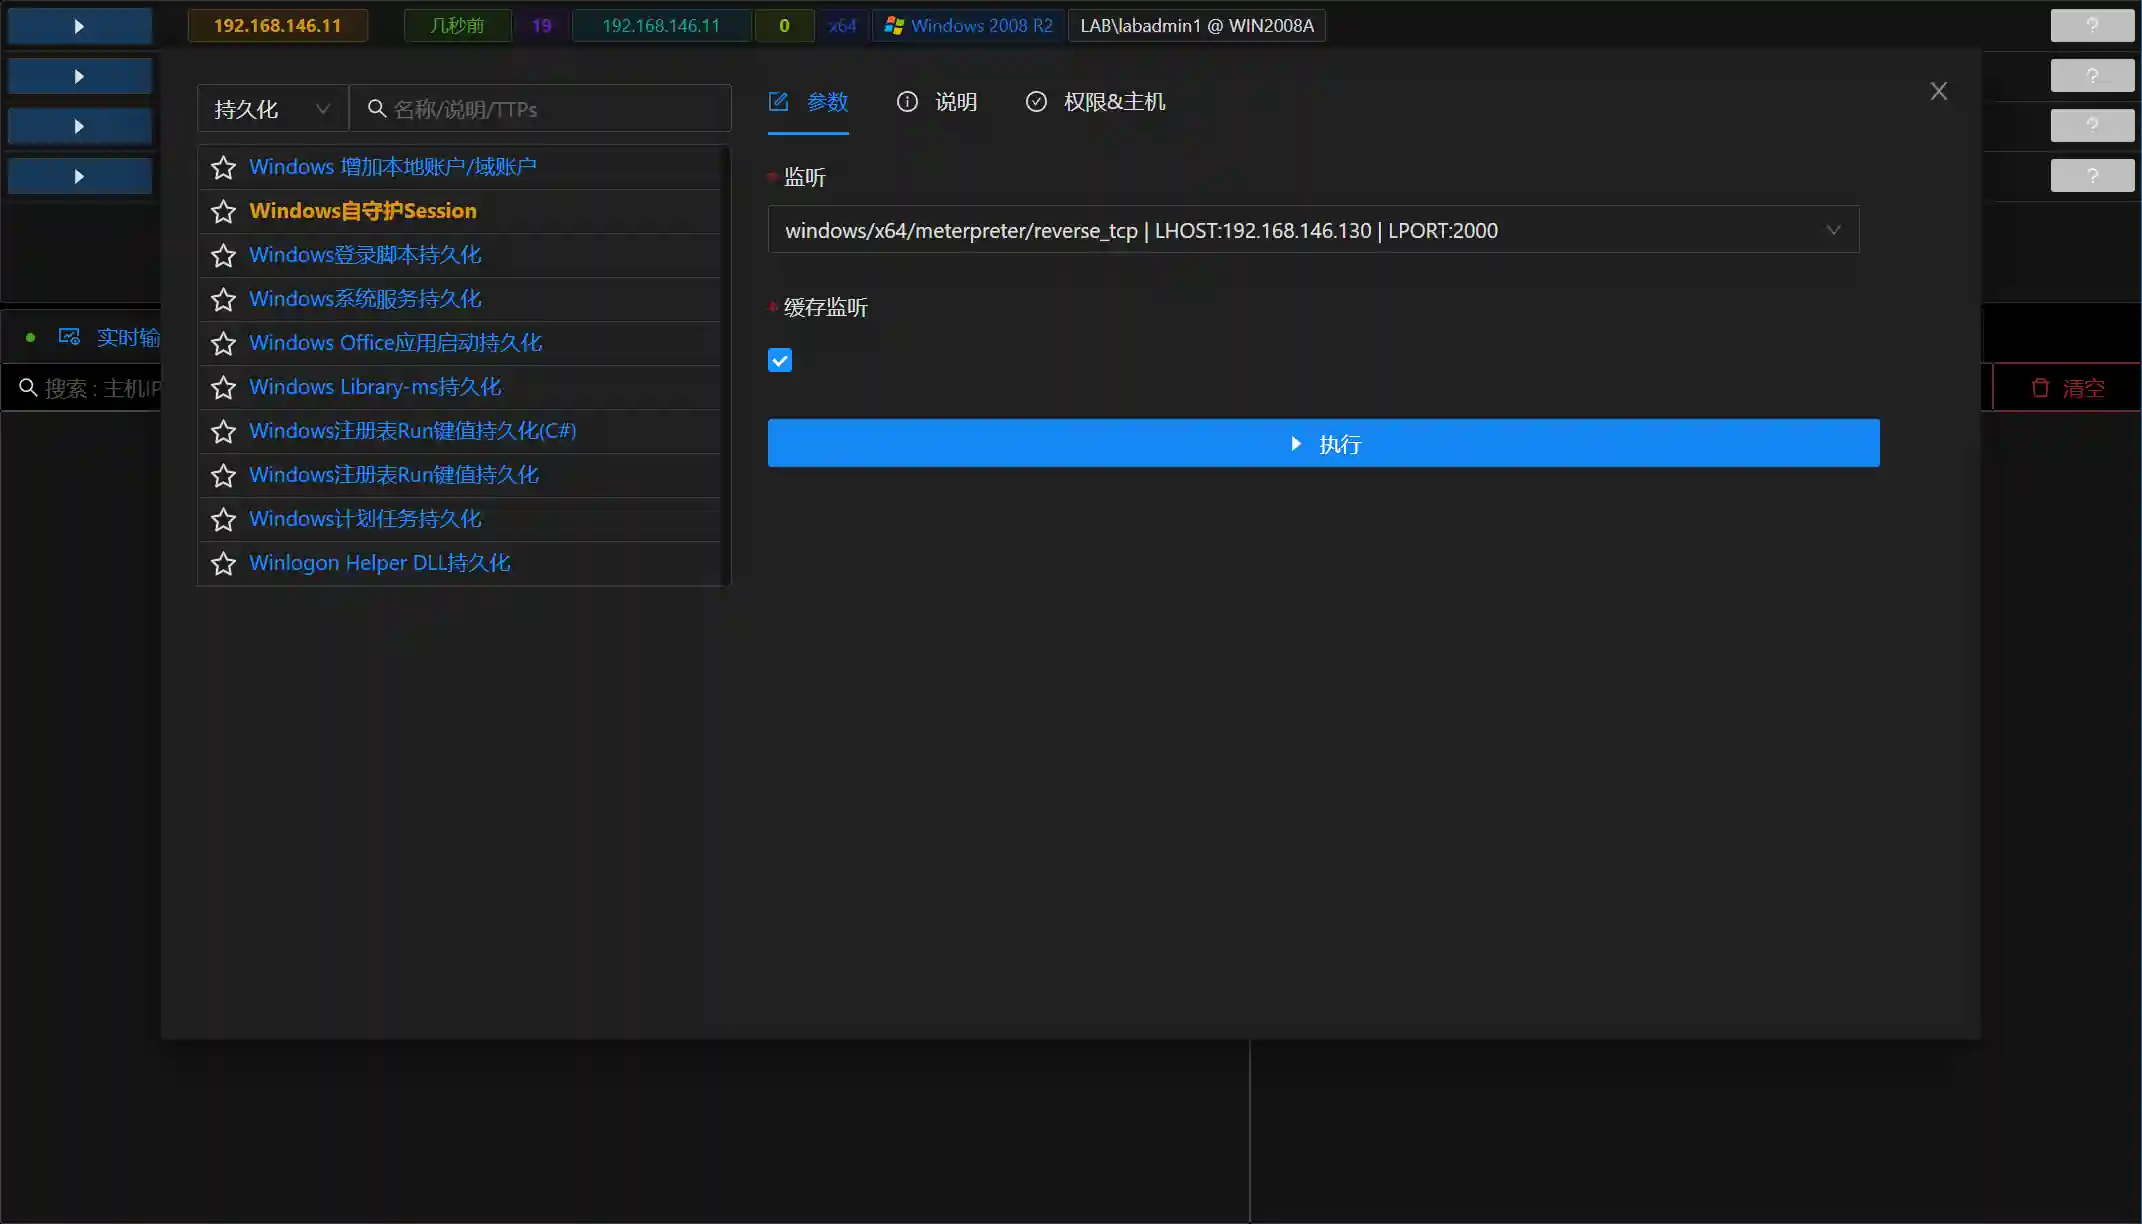 192.168.146.11 几秒前 19 192.168.146.11 0 x64 Windows 2008 R2 LAB\labadmin1 @ WIN2008A ?
?
?
?
持久化 名称/说明/TTPs
Windows 增加本地账户/域账户
Windows自守护Session
Windows登录脚本持久化
Windows系统服务持久化
Windows Office应用启动持久化
Windows Library-ms持久化
Windows注册表Run键值持久化(C#)
Windows注册表Run键值持久化
Windows计划任务持久化
Winlogon Helper DLL持久化
参数 说明 权限&主机
* 监听
windows/x64/meterpreter/reverse_tcp | LHOST:192.168.146.130 | LPORT:2000
* 缓存监听
执行
实时输
搜索 : 主机IP
清空